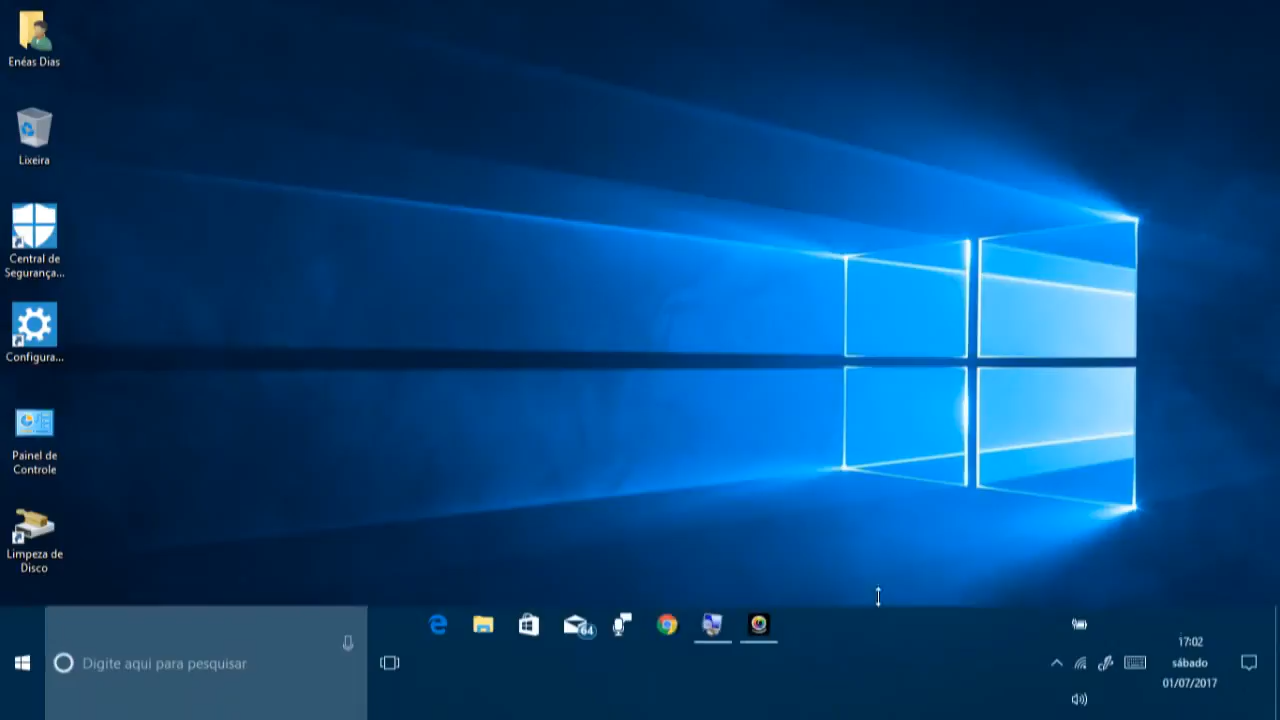 Enéas Dias
Lixeira
Central de
Segurança...
Configura...
Painel de
Controle
Limpeza de
Disco
Digite aqui para pesquisar
64
17:02
sábado
01/07/2017